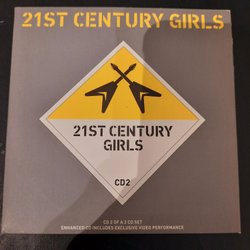 21ST CENTURY GIRLS
21ST CENTURY
GIRLS
CD2
CD 2 OF A 2 CD SET
ENHANCED CD INCLUDES EXCLUSIVE VIDEO PERFORMANCE